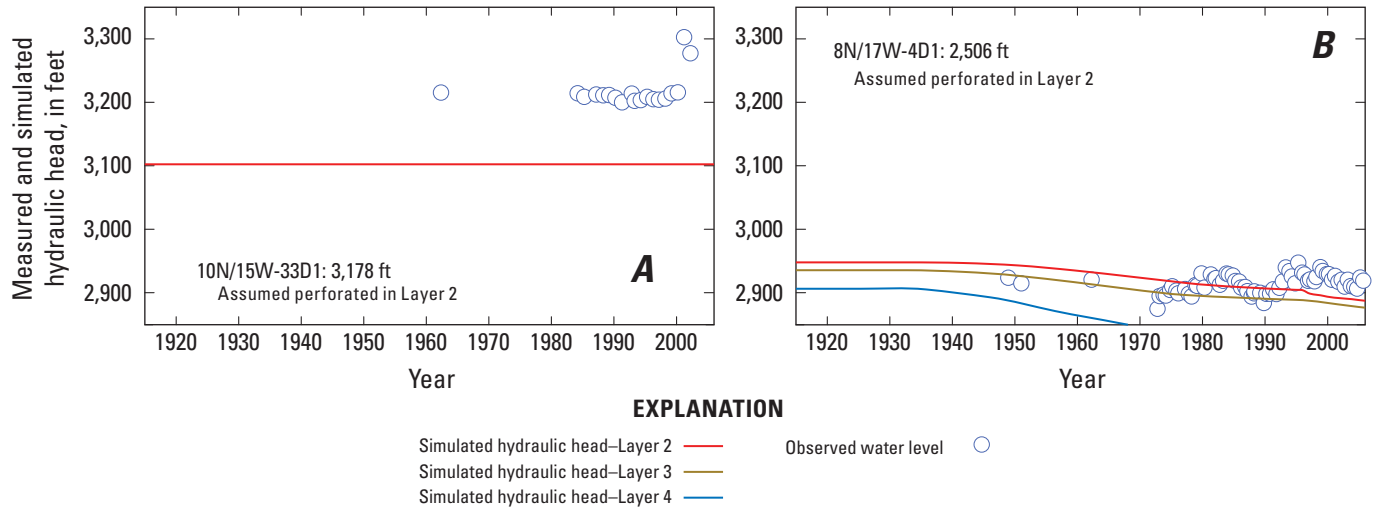 Measured and simulated
hydraulic head, in feet
3,300
3,200
3,100
3,000
2,900
10N/15W-33D1: 3,178 ft
Assumed perforated in Layer 2
A
1920 1930 1940 1950 1960 1970 1980 1990 2000
Year
3,300
3,200
3,100
3,000
2,900
8N/17W-4D1: 2,506 ft
Assumed perforated in Layer 2
B
1920 1930 1940 1950 1960 1970 1980 1990 2000
Year
EXPLANATION
Simulated hydraulic head–Layer 2
Simulated hydraulic head–Layer 3
Simulated hydraulic head–Layer 4
Observed water level